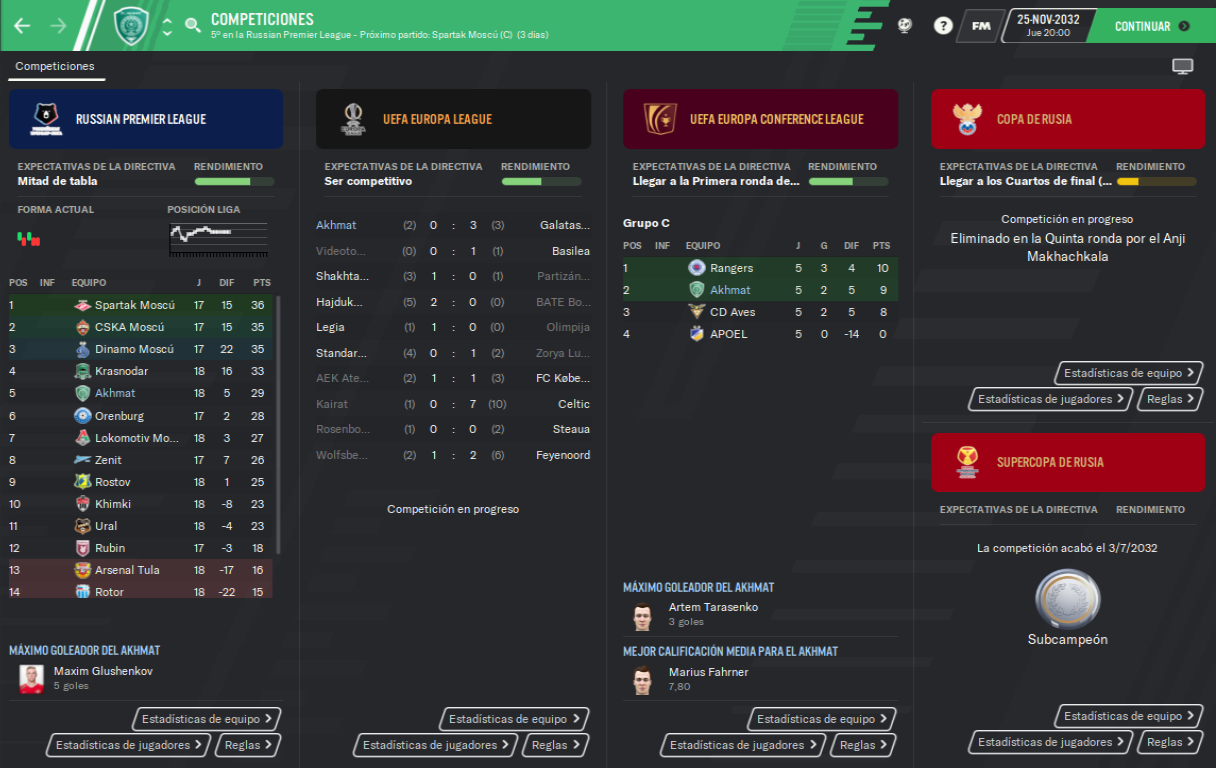 COMPETICIONES
5º en la Russian Premier League - Próximo partido: Spartak Moscú (C) (3 días)
?
FM
25-NOV-2032
Jue 20:00
CONTINUAR
Competiciones
RUSSIAN PREMIER LEAGUE
EXPECTATIVAS DE LA DIRECTIVA RENDIMIENTO
Mitad de tabla
FORMA ACTUAL POSICIÓN LIGA
POS INF EQUIPO J DIF PTS
1 Spartak Moscú 17 15 36
2 CSKA Moscú 17 15 35
3 Dinamo Moscú 17 22 35
4 Krasnodar 18 16 33
5 Akhmat 18 5 29
6 Orenburg 17 2 28
7 Lokomotiv Mo... 18 3 27
8 Zenit 17 7 26
9 Rostov 18 1 25
10 Khimki 18 -8 23
11 Ural 18 -4 23
12 Rubin 17 -3 18
13 Arsenal Tula 18 -17 16
14 Rotor 18 -22 15
MÁXIMO GOLEADOR DEL AKHMAT
Maxim Glushenkov
5 goles
Estadísticas de equipo
Estadísticas de jugadores Reglas
UEFA EUROPA LEAGUE
EXPECTATIVAS DE LA DIRECTIVA RENDIMIENTO
Ser competitivo
Akhmat (2) 0 : 3 (3) Galatas...
Videoto... (0) 0 : 1 (1) Basilea
Shakhta... (3) 1 : 0 (1) Partizán...
Hajduk... (5) 2 : 0 (0) BATE Bo...
Legia (1) 1 : 0 (0) Olimpija
Standar... (4) 0 : 1 (2) Zorya Lu...
AEK Ate... (2) 1 : 1 (3) FC Købe...
Kairat (1) 0 : 7 (10) Celtic
Rosenbo... (1) 0 : 0 (2) Steaua
Wolfsbe... (2) 1 : 2 (6) Feyenoord
Competición en progreso
Estadísticas de equipo
Estadísticas de jugadores Reglas
UEFA EUROPA CONFERENCE LEAGUE
EXPECTATIVAS DE LA DIRECTIVA RENDIMIENTO
Llegar a la Primera ronda de...
Grupo C
POS INF EQUIPO J G DIF PTS
1 Rangers 5 3 4 10
2 Akhmat 5 2 5 9
3 CD Aves 5 2 5 8
4 APOEL 5 0 -14 0
MÁXIMO GOLEADOR DEL AKHMAT
Artem Tarasenko
3 goles
MEJOR CALIFICACIÓN MEDIA PARA EL AKHMAT
Marius Fahrner
7,80
Estadísticas de equipo
Estadísticas de jugadores Reglas
COPA DE RUSIA
EXPECTATIVAS DE LA DIRECTIVA RENDIMIENTO
Llegar a los Cuartos de final (...
Competición en progreso
Eliminado en la Quinta ronda por el Anji
Makhachkala
Estadísticas de equipo
Estadísticas de jugadores Reglas
SUPERCOPA DE RUSIA
EXPECTATIVAS DE LA DIRECTIVA RENDIMIENTO
La competición acabó el 3/7/2032
Subcampeón
Estadísticas de equipo
Estadísticas de jugadores Reglas